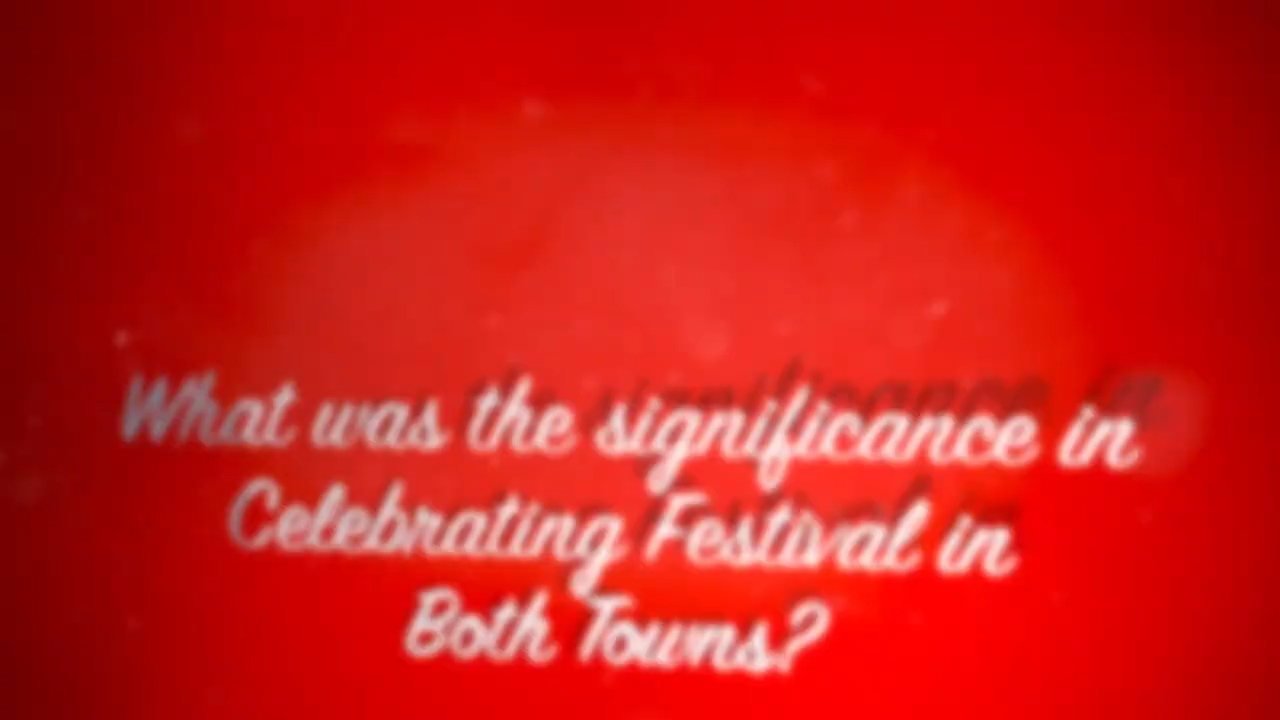 What was the significance in
Celebrating Festival in
Both Towns?